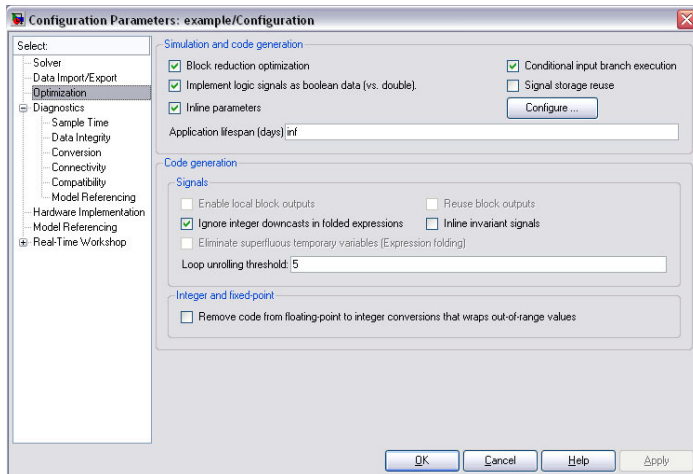 Configuration Parameters: example/Configuration
Select:
Solver
Data Import/Export
Optimization
Diagnostics
Sample Time
Data Integrity
Conversion
Connectivity
Compatibility
Model Referencing
Hardware Implementation
Model Referencing
Real-Time Workshop
Simulation and code generation
Block reduction optimization
Conditional input branch execution
Implement logic signals as boolean data (vs. double).
Signal storage reuse
Inline parameters
Configure ...
Application lifespan (days) inf
Code generation
Signals
Enable local block outputs
Reuse block outputs
Ignore integer downcasts in folded expressions
Inline invariant signals
Eliminate superfluous temporary variables (Expression folding)
Loop unrolling threshold: 5
Integer and fixed-point
Remove code from floating-point to integer conversions that wraps out-of-range values
OK
Cancel
Help
Apply